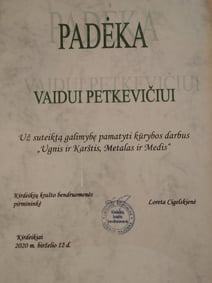 PADĖKA
VAIDUI PETKEVIČIUI
Už suteiktą galimybę pamatyti kūrybos darbus
„Ugnis ir Karštis, Metalas ir Medis“
Kirdeikių krašto bendruomenės
pirmininkė
Loreta Cigelskienė
Kirdeikiai
2020 m. birželio 12 d.